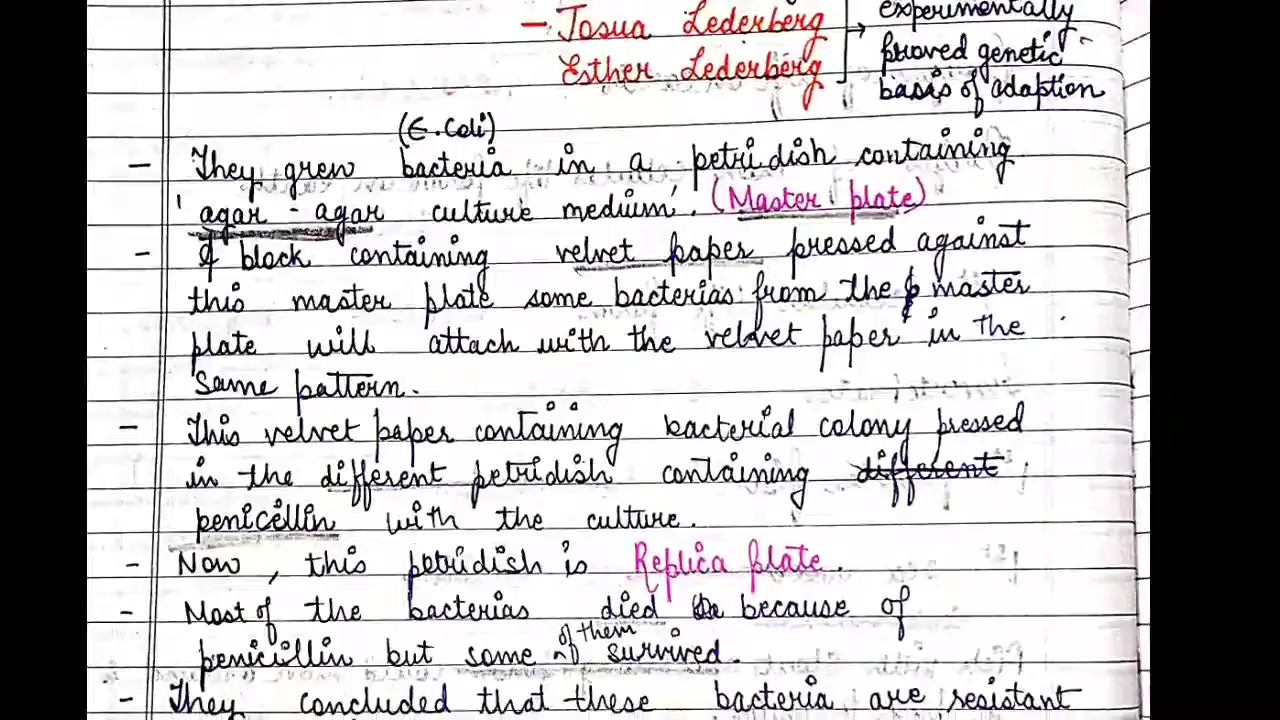 experimentally
- Josua Lederberg
proved genetic
Esther Lederberg
basis of adaption
(E.Coli)
- They grew bacteria in a petridish containing
'agar-agar culture medium'. (Master plate)
- If block containing velvet paper pressed against
this master plate some bacterias from the master
plate will attach with the velvet paper in the
same pattern.
- This velvet paper containing bacterial colony pressed
in the different petridish containing different
penicillin with the culture.
- Now, this petridish is Replica plate.
- Most of the bacterias died because of
penicillin but some of them survived.
- They concluded that these bacteria are resistant